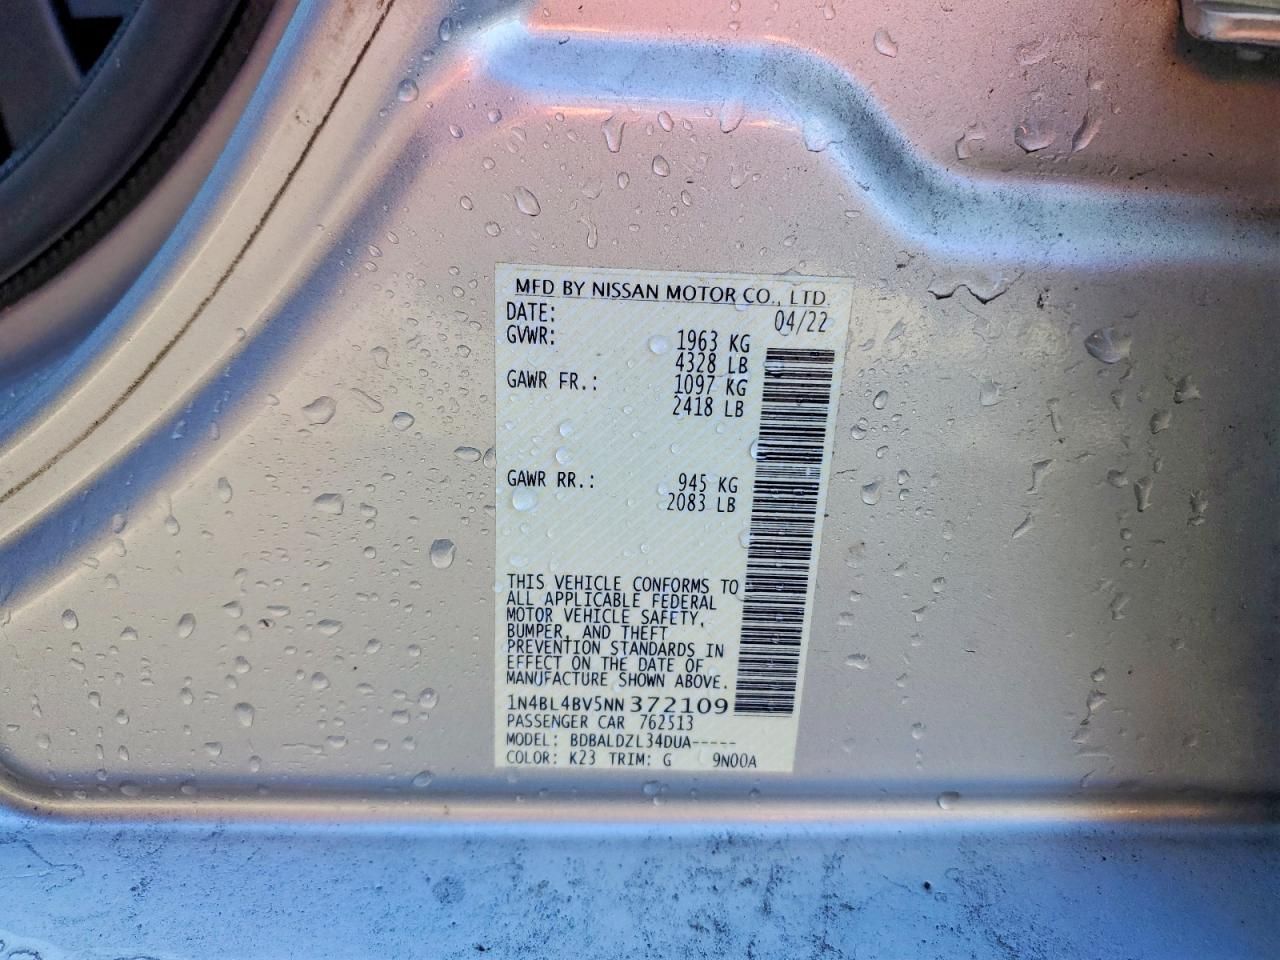 MFD BY NISSAN MOTOR CO., LTD.
DATE: 04/22
GVWR: 1963 KG
4328 LB
GAWR FR.: 1097 KG
2418 LB
GAWR RR.: 945 KG
2083 LB
THIS VEHICLE CONFORMS TO
ALL APPLICABLE FEDERAL
MOTOR VEHICLE SAFETY,
BUMPER, AND THEFT
PREVENTION STANDARDS IN
EFFECT ON THE DATE OF
MANUFACTURE SHOWN ABOVE.
1N4BL4BV5NN372109
PASSENGER CAR 762513
MODEL: BDBALDZL34DUA-----
COLOR: K23 TRIM: G 9N00A